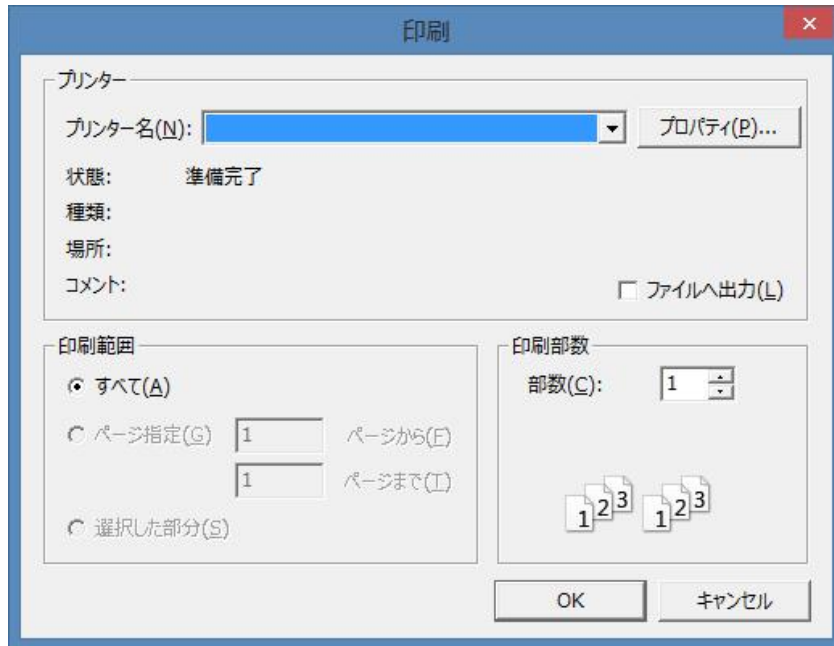 印刷
プリンター
プリンター名(N):
プロパティ(P)...
状態: 準備完了
種類:
場所:
コメント:
ファイルへ出力(L)
印刷範囲
すべて(A)
ページ指定(G) 1 ページから(F)
1 ページまで(T)
選択した部分(S)
印刷部数
部数(C): 1
1 2 3 1 2 3
OK キャンセル